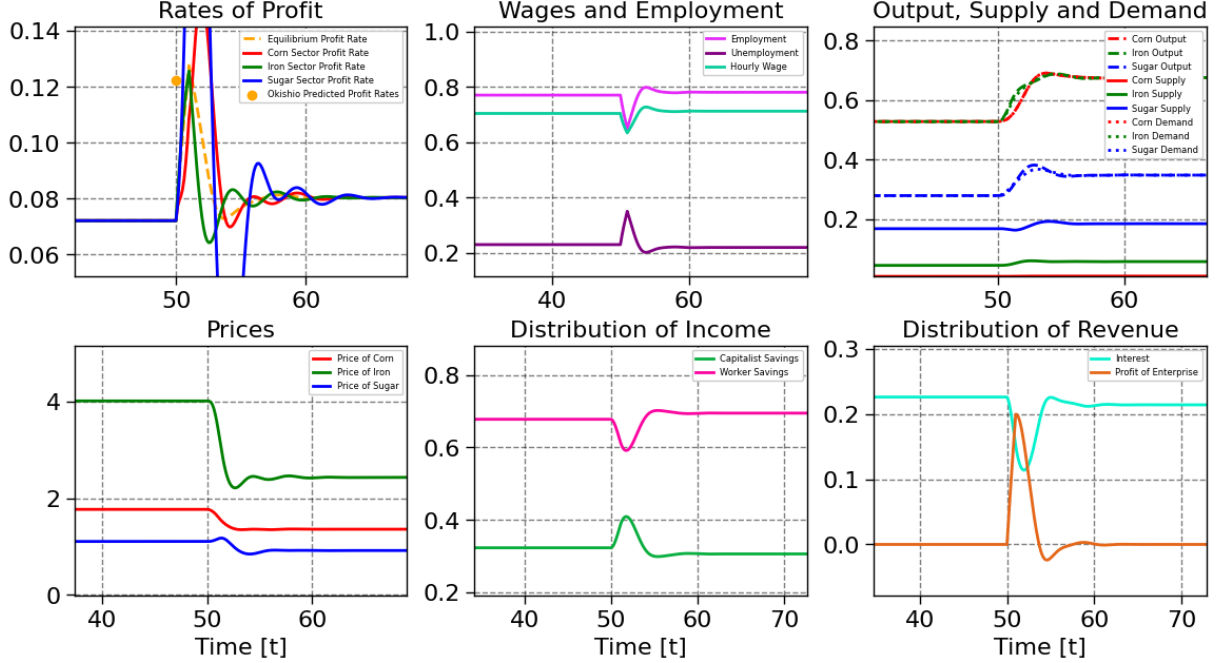 Rates of Profit
0.14
0.12
0.10
0.08
0.06
50
60
Equilibrium Profit Rate
Corn Sector Profit Rate
Iron Sector Profit Rate
Sugar Sector Profit Rate
Okishio Predicted Profit Rates
Wages and Employment
1.0
0.8
0.6
0.4
0.2
40
50
60
Employment
Unemployment
Hourly Wage
Output, Supply and Demand
0.8
0.6
0.4
0.2
50
60
Corn Output
Iron Output
Sugar Output
Corn Supply
Iron Supply
Sugar Supply
Corn Demand
Iron Demand
Sugar Demand
Prices
4
2
0
40
50
60
Time [t]
Price of Corn
Price of Iron
Price of Sugar
Distribution of Income
0.8
0.6
0.4
0.2
40
50
60
70
Time [t]
Capitalist Savings
Worker Savings
Distribution of Revenue
0.3
0.2
0.1
0.0
40
50
60
70
Time [t]
Interest
Profit of Enterprise